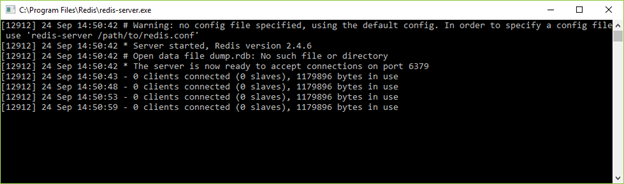 C:\Program Files\Redis\redis-server.exe
[12912] 24 Sep 14:50:42 # Warning: no config file specified, using the default config. In order to specify a config file
use 'redis-server /path/to/redis.conf'
[12912] 24 Sep 14:50:42 * Server started, Redis version 2.4.6
[12912] 24 Sep 14:50:42 # Open data file dump.rdb: No such file or directory
[12912] 24 Sep 14:50:42 * The server is now ready to accept connections on port 6379
[12912] 24 Sep 14:50:43 - 0 clients connected (0 slaves), 1179896 bytes in use
[12912] 24 Sep 14:50:48 - 0 clients connected (0 slaves), 1179896 bytes in use
[12912] 24 Sep 14:50:53 - 0 clients connected (0 slaves), 1179896 bytes in use
[12912] 24 Sep 14:50:59 - 0 clients connected (0 slaves), 1179896 bytes in use